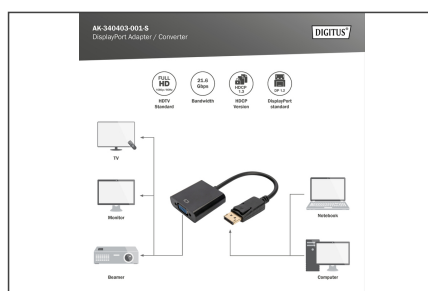 AK-340403-001-S
DisplayPort Adapter / Converter
DIGITUS®
FULL
HD
21.6
Gbps
HDCP
1.3
DP 1.2
HDTV
Standard
Bandwidth
HDCP
Version
DisplayPort
standard
TV
Monitor
Notebook
Beamer
Computer